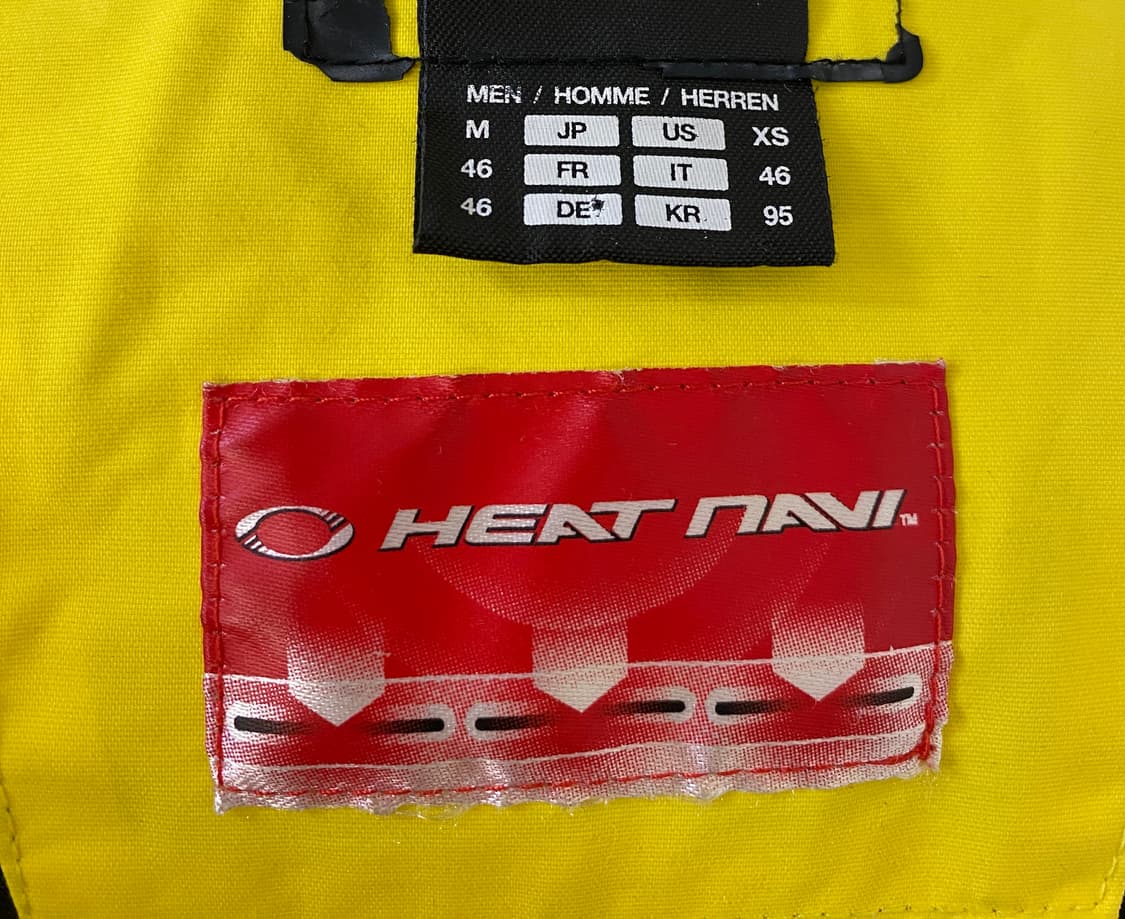 MEN / HOMME / HERREN
M JP US XS
46 FR IT 46
46 DE KR 95
HEAT NAVI™